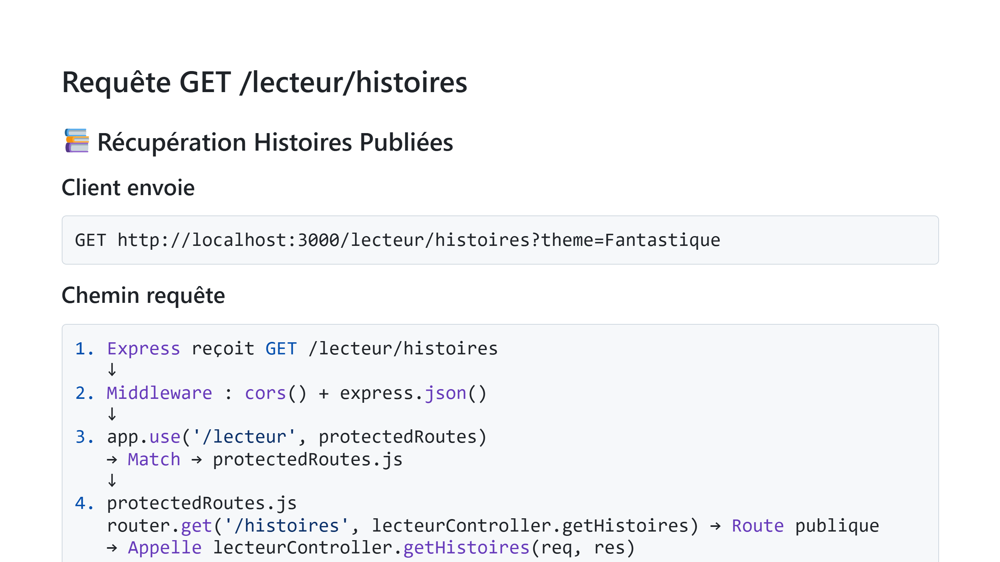 Requête GET /lecteur/histoires
📚 Récupération Histoires Publiées
Client envoie
GET http://localhost:3000/lecteur/histoires?theme=Fantastique
Chemin requête
1. Express reçoit GET /lecteur/histoires
↓
2. Middleware : cors() + express.json()
↓
3. app.use('/lecteur', protectedRoutes)
→ Match → protectedRoutes.js
↓
4. protectedRoutes.js
router.get('/histoires', lecteurController.getHistoires) → Route publique
→ Appelle lecteurController.getHistoires(req, res)